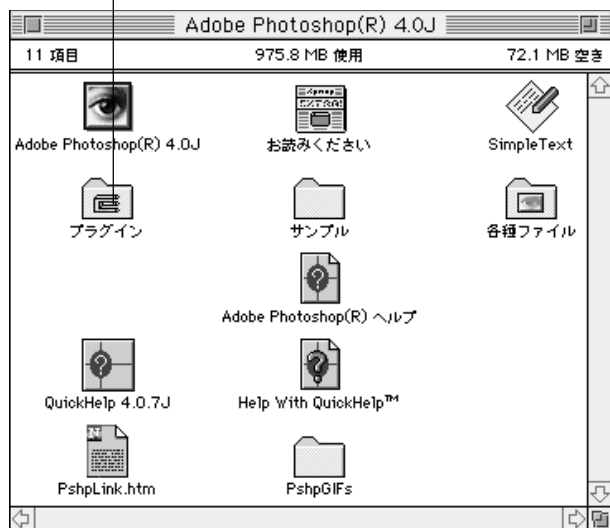 Adobe Photoshop(R) 4.0J
11 項目 975.8 MB 使用 72.1 MB 空き
Adobe Photoshop(R) 4.0J お読みください SimpleText
プラグイン サンプル 各種ファイル
Adobe Photoshop(R) ヘルプ
QuickHelp 4.0.7J Help With QuickHelp™
PshpLink.htm PshpGIFs